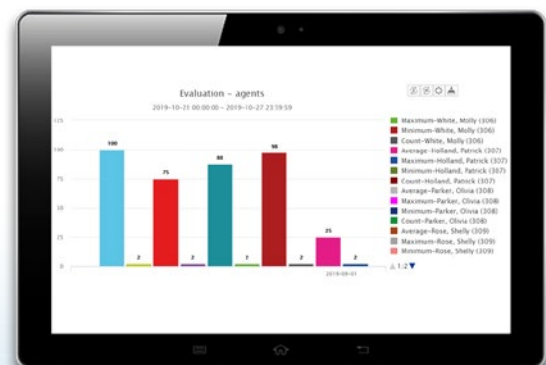 Evaluation - agents
2019-10-21 00:00:00 - 2019-10-27 23:59:59
125
100
75
50
25
0
100
2
75
2
88
2
98
2
25
2
2019-09-01
Maximum-White, Molly (306)
Minimum-White, Molly (306)
Count-White, Molly (306)
Average-Holland, Patrick (307)
Maximum-Holland, Patrick (307)
Minimum-Holland, Patrick (307)
Count-Holland, Patrick (307)
Average-Parker, Olivia (308)
Maximum-Parker, Olivia (308)
Minimum-Parker, Olivia (308)
Count-Parker, Olivia (308)
Average-Rose, Shelly (309)
Maximum-Rose, Shelly (309)
Minimum-Rose, Shelly (309)
1/2